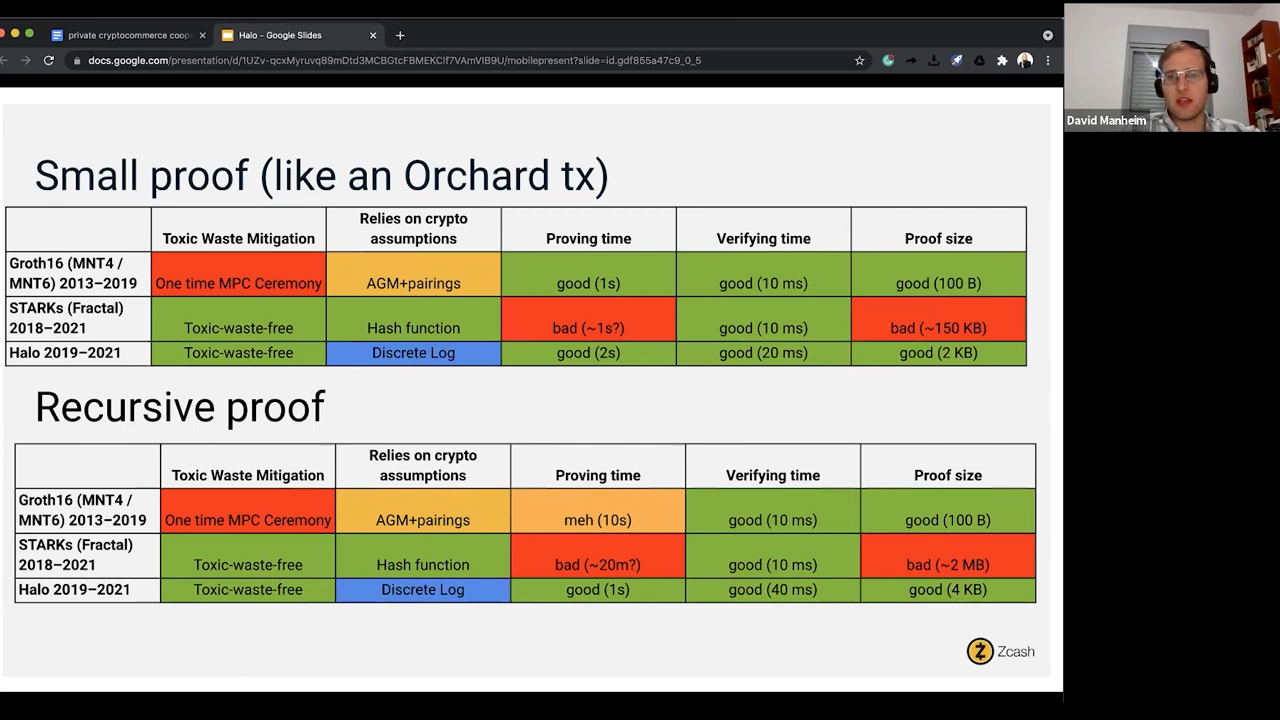 private cryptocommerce coop
Halo - Google Slides
docs.google.com/presentation/d/1UZv-qcxMyruvq89mDtd3MCBGtcFBMEKClf7VAmVIB9U/mobilepresent?slide=id.gdf855a47c9_0_5
David Manheim
Small proof (like an Orchard tx)
Toxic Waste Mitigation
Relies on crypto
assumptions
Proving time
Verifying time
Proof size
Groth16 (MNT4 /
MNT6) 2013–2019
One time MPC Ceremony
AGM+pairings
good (1s)
good (10 ms)
good (100 B)
STARKs (Fractal)
2018–2021
Toxic-waste-free
Hash function
bad (~1s?)
good (10 ms)
bad (~150 KB)
Halo 2019–2021
Toxic-waste-free
Discrete Log
good (2s)
good (20 ms)
good (2 KB)
Recursive proof
Toxic Waste Mitigation
Relies on crypto
assumptions
Proving time
Verifying time
Proof size
Groth16 (MNT4 /
MNT6) 2013–2019
One time MPC Ceremony
AGM+pairings
meh (10s)
good (10 ms)
good (100 B)
STARKs (Fractal)
2018–2021
Toxic-waste-free
Hash function
bad (~20m?)
good (10 ms)
bad (~2 MB)
Halo 2019–2021
Toxic-waste-free
Discrete Log
good (1s)
good (40 ms)
good (4 KB)
Zcash